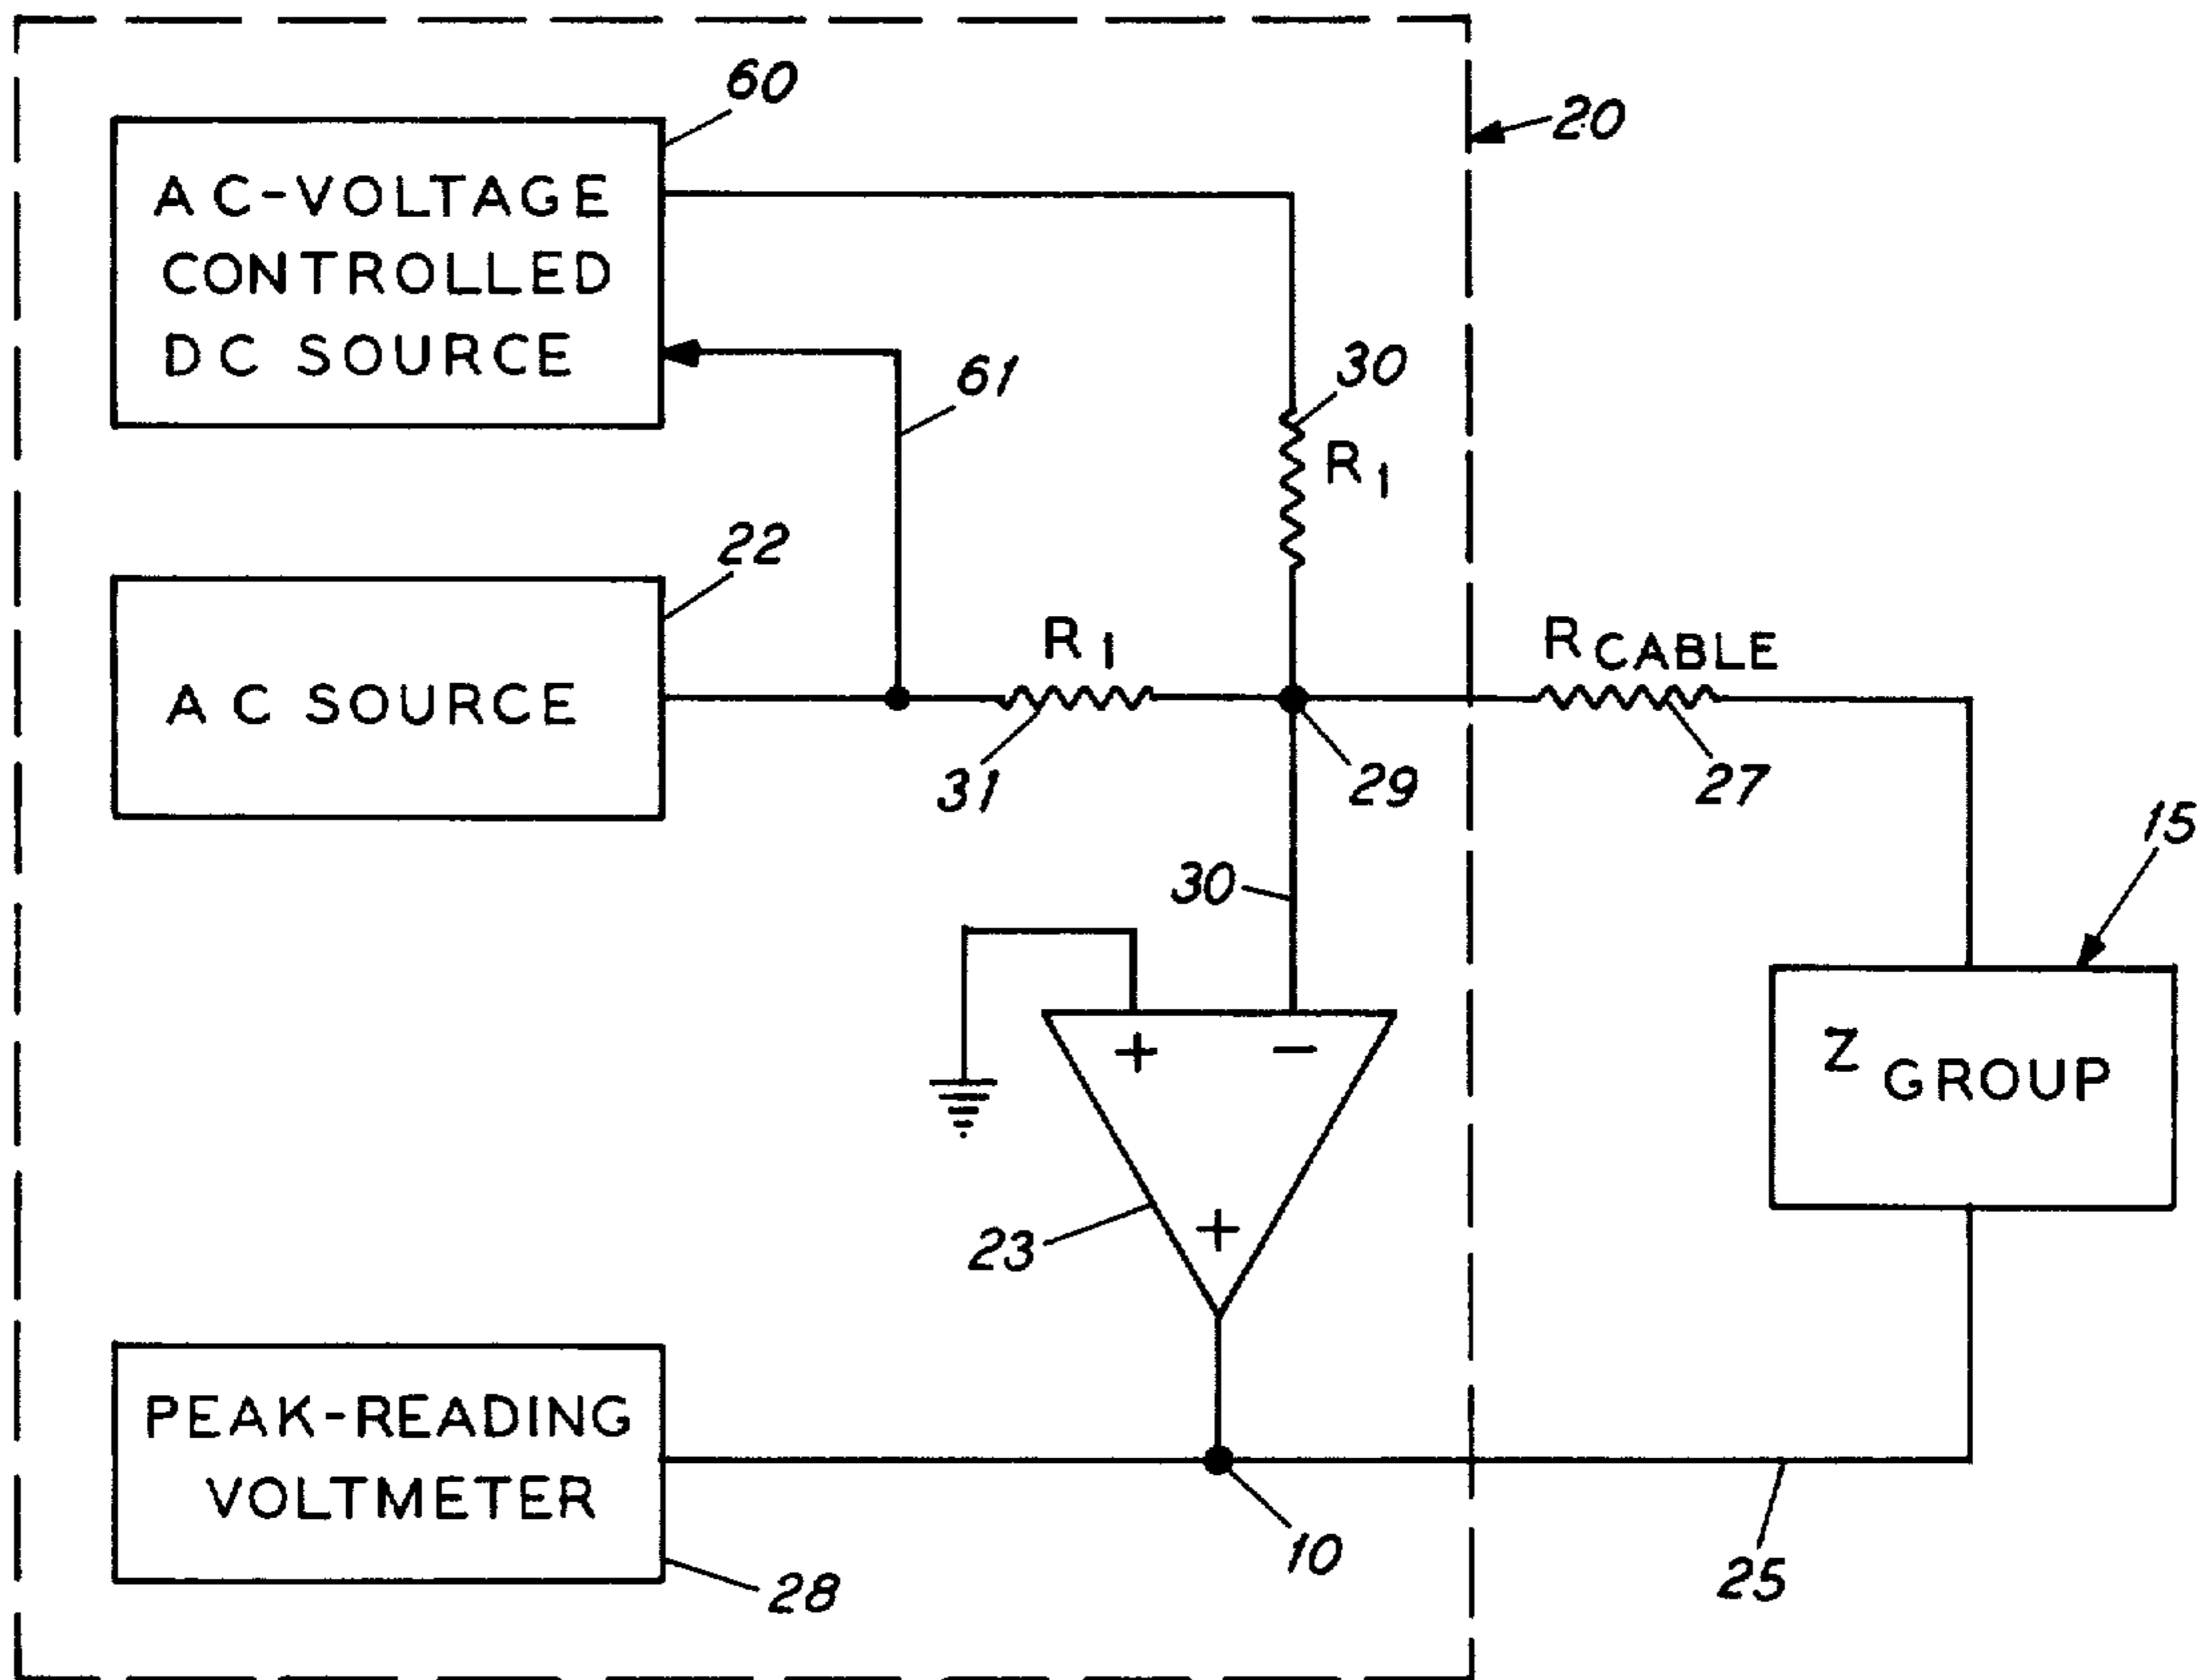 60
20
AC-VOLTAGE
CONTROLLED
DC SOURCE
61
30
R1
22
AC SOURCE
R1
RCABLE
31
29
27
15
30
+ -
Z GROUP
+
23
PEAK-READING
VOLTMETER
10
25
28